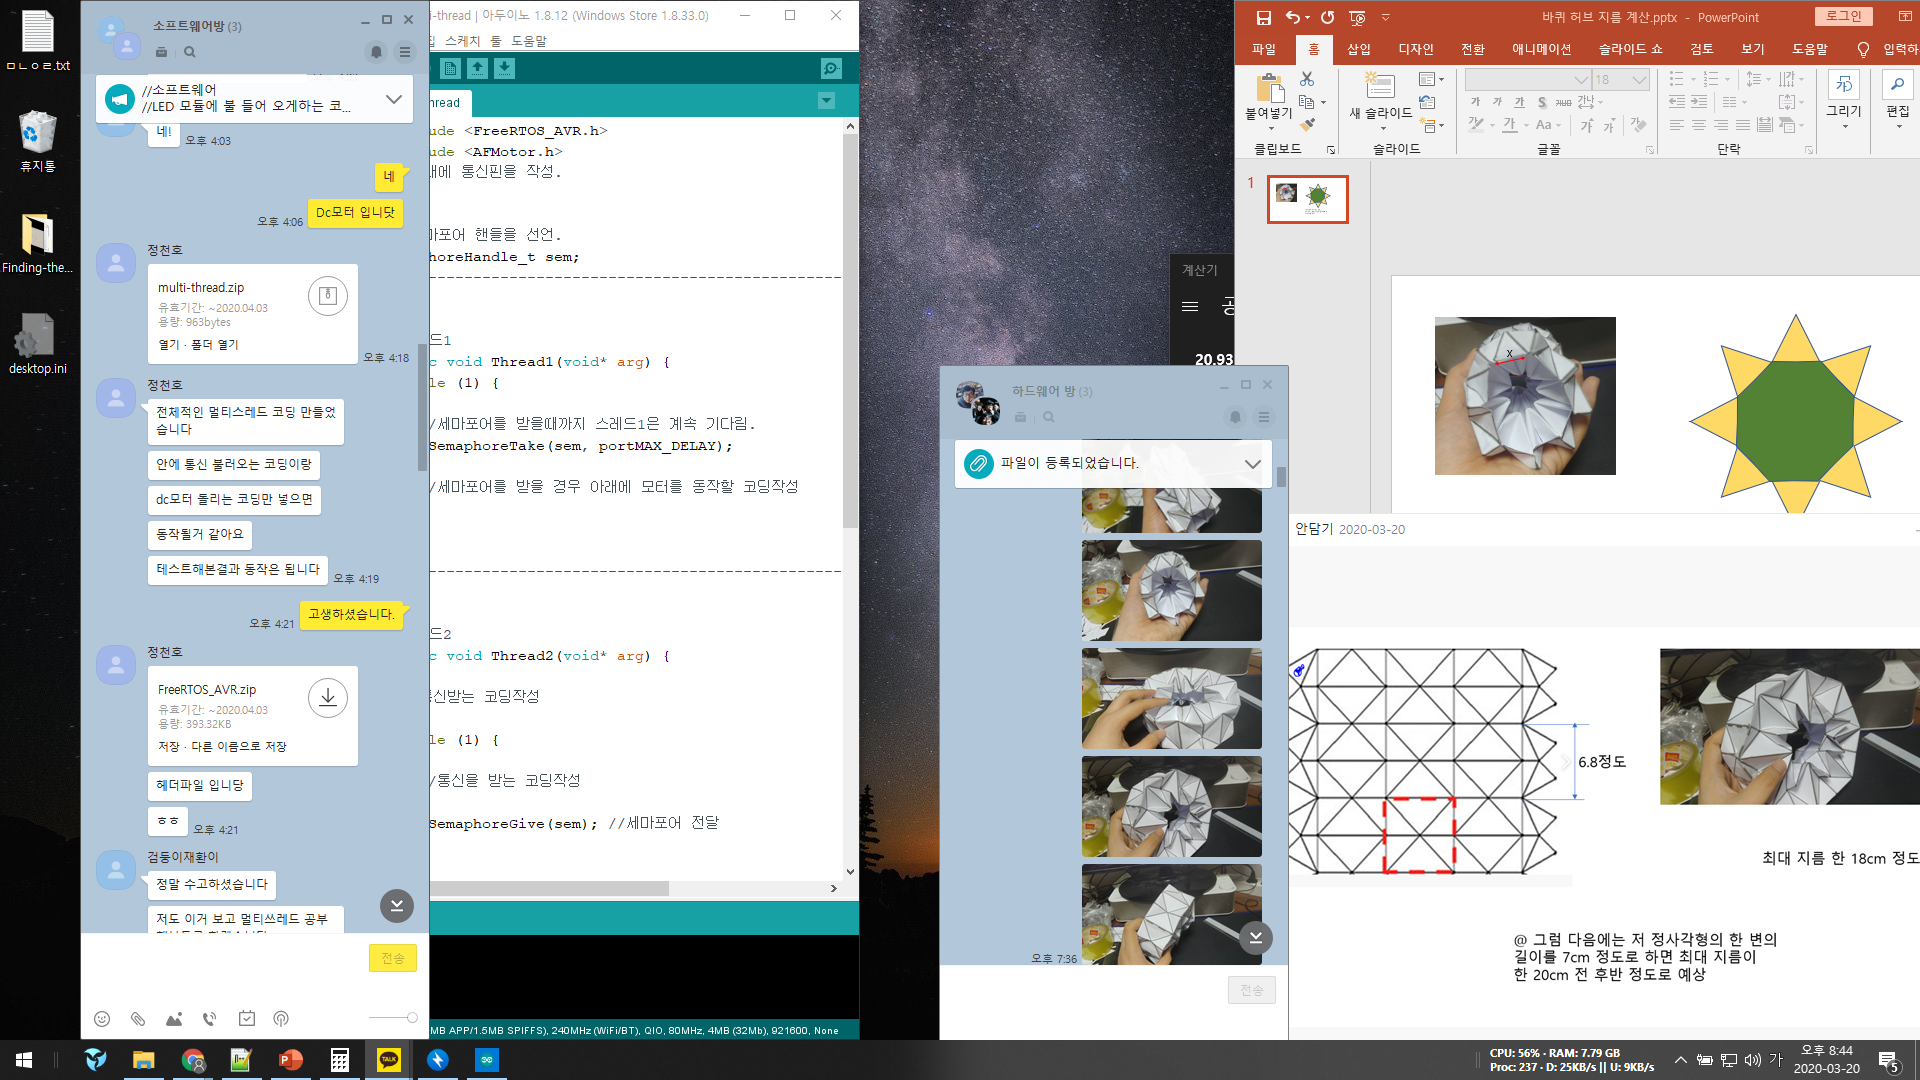 ㅁㄴㅇㄹ.txt
휴지통
Finding-the...
desktop.ini
소프트웨어방 (3)
//소프트웨어
//LED 모듈에 불 들어 오게하는 코...
네!
오후 4:03
네
오후 4:06
Dc모터 입니닷
정천호
multi-thread.zip
유효기간: ~2020.04.03
용량: 963bytes
열기 · 폴더 열기
오후 4:18
정천호
전체적인 멀티스레드 코딩 만들었
습니다
안에 통신 불러오는 코딩이랑
dc모터 돌리는 코딩만 넣으면
동작될거 같아요
테스트해본결과 동작은 됩니다
오후 4:19
오후 4:21
고생하셨습니다.
정천호
FreeRTOS_AVR.zip
유효기간: ~2020.04.03
용량: 393.32KB
저장 · 다른 이름으로 저장
헤더파일 입니당
ㅎㅎ
오후 4:21
검둥이재환이
정말 수고하셨습니다
저도 이거 보고 멀티쓰레드 공부
전송
i-thread | 아두이노 1.8.12 (Windows Store 1.8.33.0)
집 스케치 툴 도움말
hread
ude <FreeRTOS_AVR.h>
ude <AFMotor.h>
래에 통신핀을 작성.
마포어 핸들을 선언.
horeHandle_t sem;
드1
c void Thread1(void* arg) {
le (1) {
/세마포어를 받을때까지 스레드1은 계속 기다림.
SemaphoreTake(sem, portMAX_DELAY);
/세마포어를 받을 경우 아래에 모터를 동작할 코딩작성
드2
c void Thread2(void* arg) {
통신받는 코딩작성
le (1) {
/통신을 받는 코딩작성
SemaphoreGive(sem); //세마포어 전달
MB APP/1.5MB SPIFFS), 240MHz (WiFi/BT), QIO, 80MHz, 4MB (32Mb), 921600, None
계산기
공
20.93
하드웨어 방 (3)
파일이 등록되었습니다.
오후 7:36
전송
바퀴 허브 지름 계산.pptx - PowerPoint
로그인
파일 홈 삽입 디자인 전환 애니메이션 슬라이드 쇼 검토 보기 도움말 입력하
붙여넣기
새 슬라이드
18
가 가 가 S abc 가나
가 Aa 가 가
그리기
편집
클립보드
슬라이드
글꼴
단락
1
x
안담기 2020-03-20
6.8정도
최대 지름 한 18cm 정도
@ 그럼 다음에는 저 정사각형의 한 변의
길이를 7cm 정도로 하면 최대 지름이
한 20cm 전 후반 정도로 예상
TALK
CPU: 56% · RAM: 7.79 GB
Proc: 237 · D: 25KB/s || U: 9KB/s
가
오후 8:44
2020-03-20
5